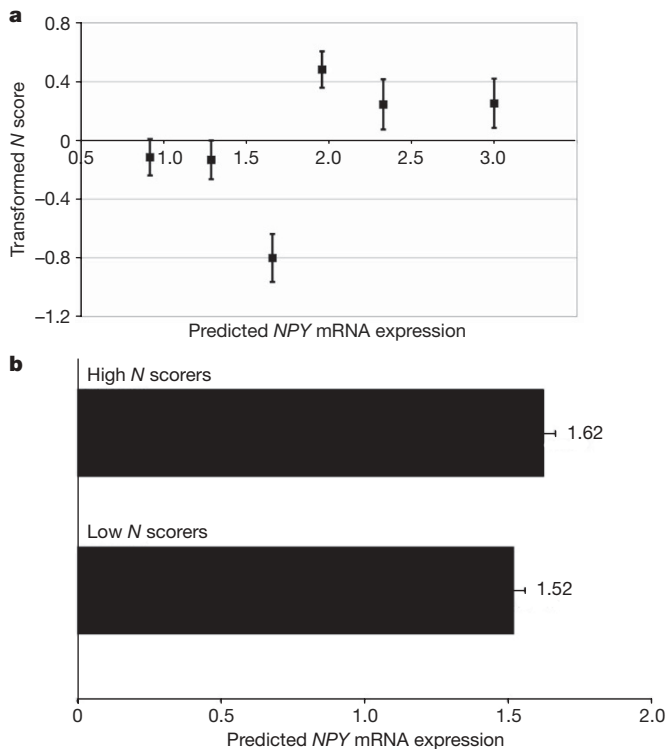 a
0.8
0.4
0
–0.4
–0.8
–1.2
Transformed N score
0.5 1.0 1.5 2.0 2.5 3.0
Predicted NPY mRNA expression
b
High N scorers
1.62
Low N scorers
1.52
0 0.5 1.0 1.5 2.0
Predicted NPY mRNA expression